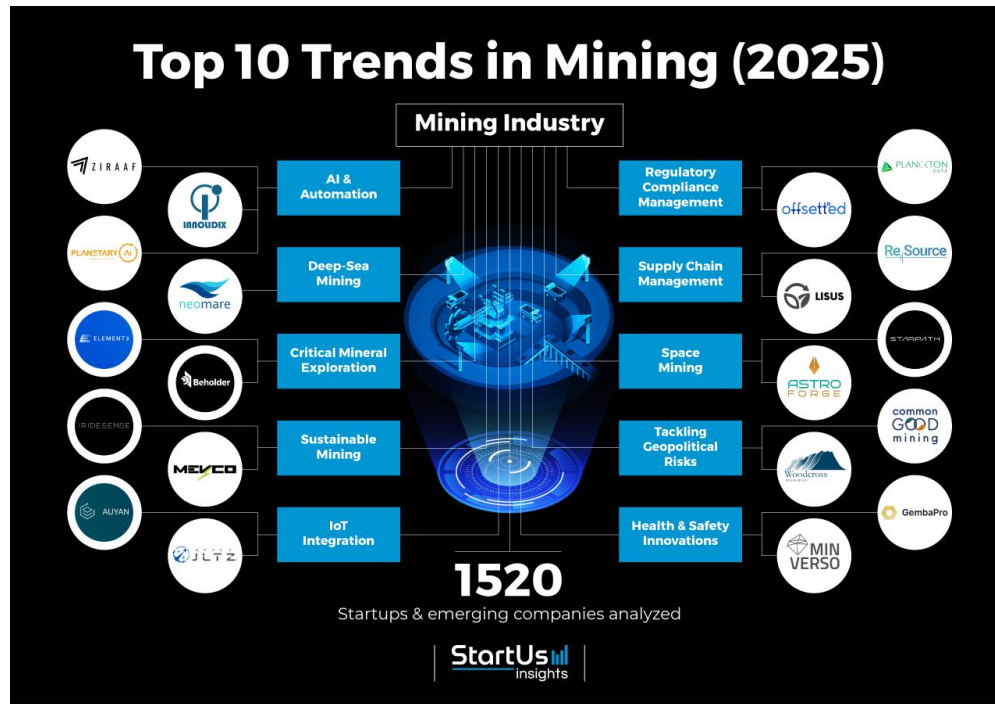 Top 10 Trends in Mining (2025)
Mining Industry
ZIRAAF
INNOLIDIX
PLANETARY AI
AI &
Automation
neomare
Deep-Sea
Mining
ELEMENT3
Beholder
Critical Mineral
Exploration
IRIDESENSE
MEVCO
Sustainable
Mining
AUYAN
JLTZ
IoT
Integration
Regulatory
Compliance
Management
PLANCKTON
DATA
offsetted
Supply Chain
Management
Re|Source
LISUS
Space
Mining
STARPATH
ASTRO
FORGE
Tackling
Geopolitical
Risks
common
GOOD
mining
Woodcross
Health & Safety
Innovations
GembaPro
MIN
VERSO
1520
Startups & emerging companies analyzed
StartUs
insights